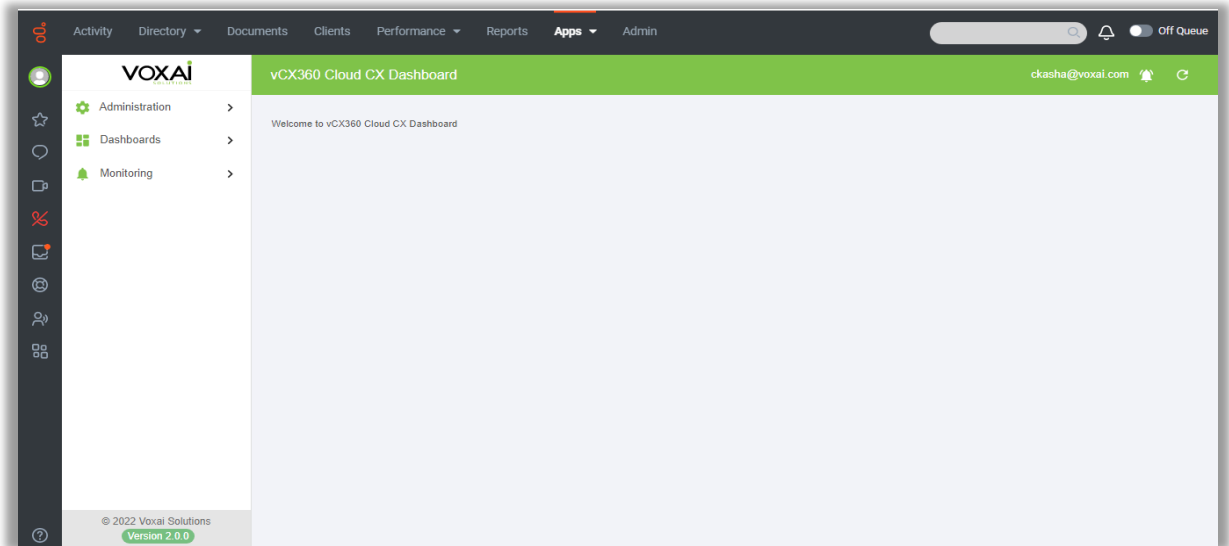 Activity Directory Documents Clients Performance Reports Apps Admin Off Queue
VOXAi
SOLUTIONS
vCX360 Cloud CX Dashboard ckasha@voxai.com
Administration
Welcome to vCX360 Cloud CX Dashboard
Dashboards
Monitoring
© 2022 Voxai Solutions
Version 2.0.0